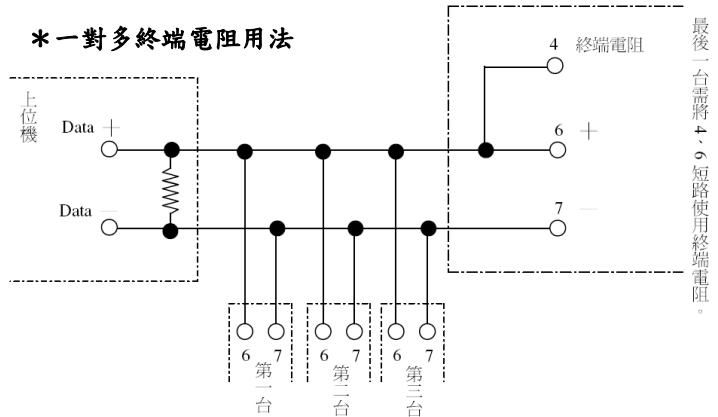 ＊一對多終端電阻用法
上位機
Data ＋
Data －
4 終端電阻
6 ＋
7 －
最後一台需將 4、6 短路使用終端電阻。
6 7
第一台
6 7
第二台
6 7
第三台